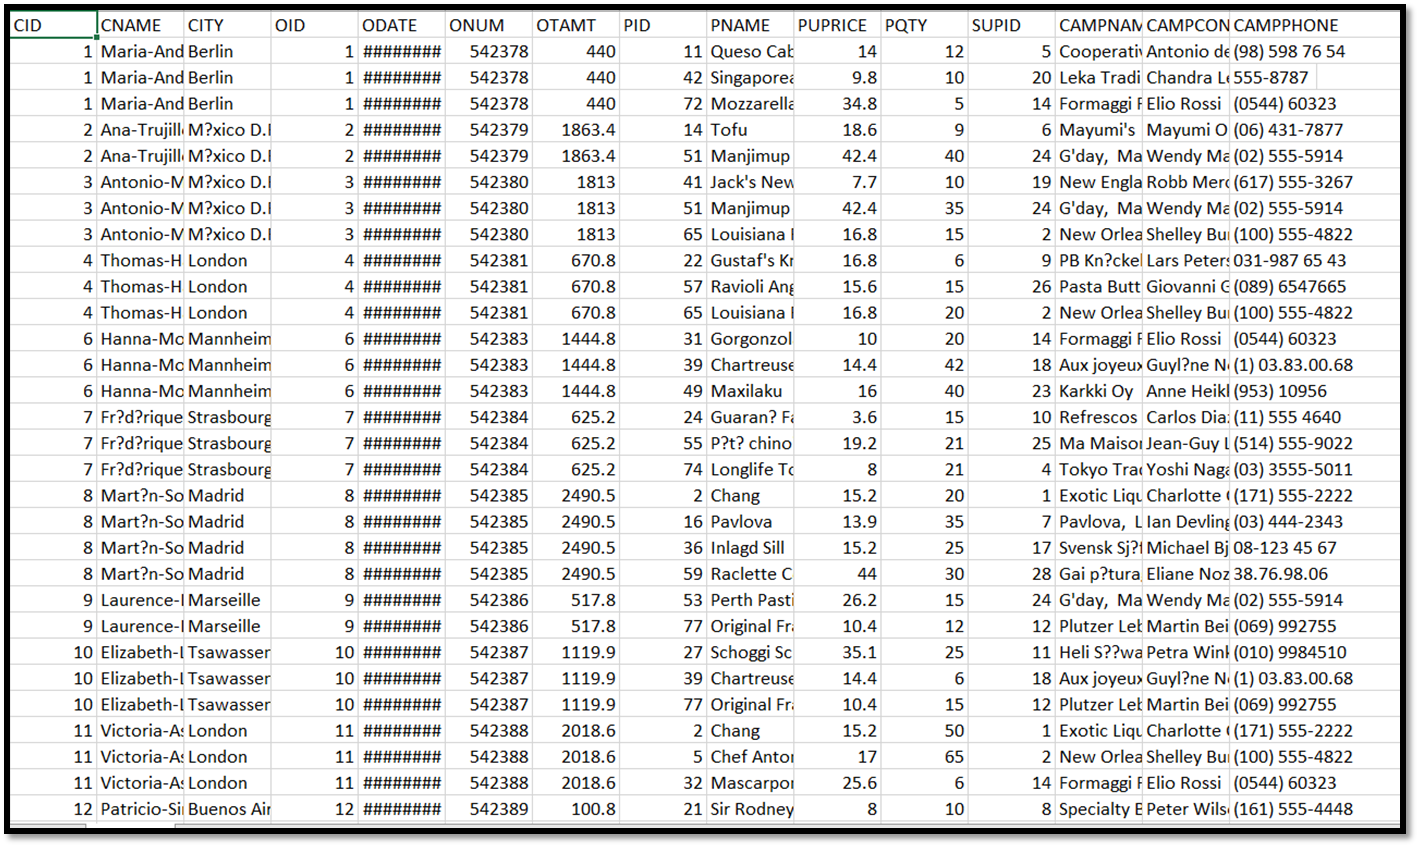 CID CNAME CITY OID ODATE ONUM OTAMT PID PNAME PUPRICE PQTY SUPID CAMPNAM CAMPCON CAMPPHONE
1 Maria-And Berlin 1 ######## 542378 440 11 Queso Cab 14 12 5 Cooperativ Antonio de (98) 598 76 54
1 Maria-And Berlin 1 ######## 542378 440 42 Singaporea 9.8 10 20 Leka Tradi Chandra Le 555-8787
1 Maria-And Berlin 1 ######## 542378 440 72 Mozzarella 34.8 5 14 Formaggi F Elio Rossi (0544) 60323
2 Ana-Trujill M?xico D.F 2 ######## 542379 1863.4 14 Tofu 18.6 9 6 Mayumi's Mayumi O (06) 431-7877
2 Ana-Trujill M?xico D.F 2 ######## 542379 1863.4 51 Manjimup 42.4 40 24 G'day, Ma Wendy Ma (02) 555-5914
3 Antonio-M M?xico D.F 3 ######## 542380 1813 41 Jack's New 7.7 10 19 New Engla Robb Merc (617) 555-3267
3 Antonio-M M?xico D.F 3 ######## 542380 1813 51 Manjimup 42.4 35 24 G'day, Ma Wendy Ma (02) 555-5914
3 Antonio-M M?xico D.F 3 ######## 542380 1813 65 Louisiana 16.8 15 2 New Orlea Shelley Bu (100) 555-4822
4 Thomas-H London 4 ######## 542381 670.8 22 Gustaf's Kn 16.8 6 9 PB Kn?ckel Lars Peters 031-987 65 43
4 Thomas-H London 4 ######## 542381 670.8 57 Ravioli Ang 15.6 15 26 Pasta Butt Giovanni G (089) 6547665
4 Thomas-H London 4 ######## 542381 670.8 65 Louisiana 16.8 20 2 New Orlea Shelley Bu (100) 555-4822
6 Hanna-Mo Mannheim 6 ######## 542383 1444.8 31 Gorgonzol 10 20 14 Formaggi F Elio Rossi (0544) 60323
6 Hanna-Mo Mannheim 6 ######## 542383 1444.8 39 Chartreuse 14.4 42 18 Aux joyeux Guyl?ne N (1) 03.83.00.68
6 Hanna-Mo Mannheim 6 ######## 542383 1444.8 49 Maxilaku 16 40 23 Karkki Oy Anne Heik (953) 10956
7 Fr?d?rique Strasbourg 7 ######## 542384 625.2 24 Guaran? Fa 3.6 15 10 Refrescos Carlos Diaz (11) 555 4640
7 Fr?d?rique Strasbourg 7 ######## 542384 625.2 55 P?t? chino 19.2 21 25 Ma Maison Jean-Guy L (514) 555-9022
7 Fr?d?rique Strasbourg 7 ######## 542384 625.2 74 Longlife To 8 21 4 Tokyo Trad Yoshi Naga (03) 3555-5011
8 Mart?n-So Madrid 8 ######## 542385 2490.5 2 Chang 15.2 20 1 Exotic Liqu Charlotte (171) 555-2222
8 Mart?n-So Madrid 8 ######## 542385 2490.5 16 Pavlova 13.9 35 7 Pavlova, L Ian Devling (03) 444-2343
8 Mart?n-So Madrid 8 ######## 542385 2490.5 36 Inlagd Sill 15.2 25 17 Svensk Sj?f Michael Bj 08-123 45 67
8 Mart?n-So Madrid 8 ######## 542385 2490.5 59 Raclette C 44 30 28 Gai p?tura Eliane Noz 38.76.98.06
9 Laurence-L Marseille 9 ######## 542386 517.8 53 Perth Pasti 26.2 15 24 G'day, Ma Wendy Ma (02) 555-5914
9 Laurence-L Marseille 9 ######## 542386 517.8 77 Original Fra 10.4 12 12 Plutzer Leb Martin Bei (069) 992755
10 Elizabeth-L Tsawassen 10 ######## 542387 1119.9 27 Schoggi Sc 35.1 25 11 Heli S??wa Petra Wink (010) 9984510
10 Elizabeth-L Tsawassen 10 ######## 542387 1119.9 39 Chartreuse 14.4 6 18 Aux joyeux Guyl?ne N (1) 03.83.00.68
10 Elizabeth-L Tsawassen 10 ######## 542387 1119.9 77 Original Fra 10.4 15 12 Plutzer Leb Martin Bei (069) 992755
11 Victoria-As London 11 ######## 542388 2018.6 2 Chang 15.2 50 1 Exotic Liqu Charlotte (171) 555-2222
11 Victoria-As London 11 ######## 542388 2018.6 5 Chef Anton 17 65 2 New Orlea Shelley Bu (100) 555-4822
11 Victoria-As London 11 ######## 542388 2018.6 32 Mascarpon 25.6 6 14 Formaggi F Elio Rossi (0544) 60323
12 Patricio-Sim Buenos Air 12 ######## 542389 100.8 21 Sir Rodney 8 10 8 Specialty B Peter Wils (161) 555-4448